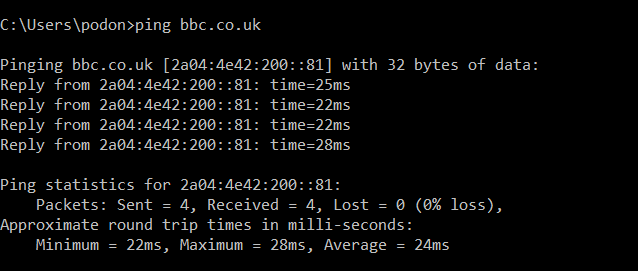 C:\Users\podon>ping bbc.co.uk
Pinging bbc.co.uk [2a04:4e42:200::81] with 32 bytes of data:
Reply from 2a04:4e42:200::81: time=25ms
Reply from 2a04:4e42:200::81: time=22ms
Reply from 2a04:4e42:200::81: time=22ms
Reply from 2a04:4e42:200::81: time=28ms
Ping statistics for 2a04:4e42:200::81:
Packets: Sent = 4, Received = 4, Lost = 0 (0% loss),
Approximate round trip times in milli-seconds:
Minimum = 22ms, Maximum = 28ms, Average = 24ms